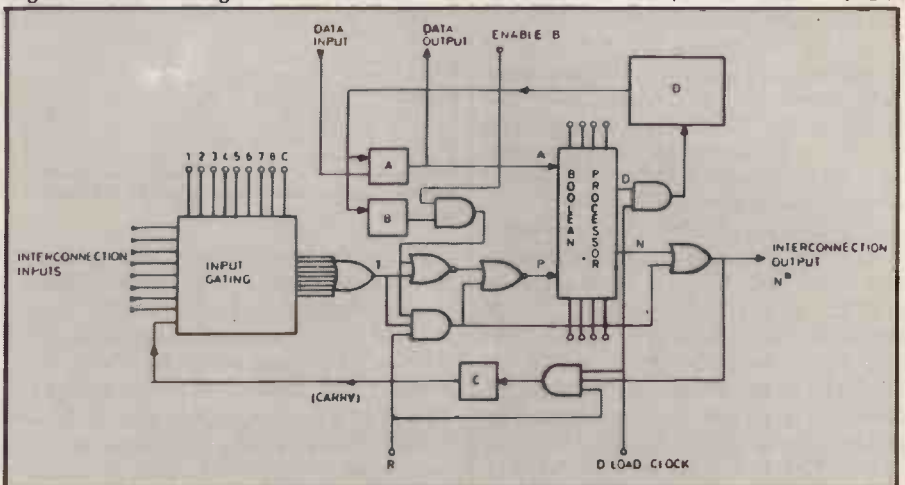 DATA INPUT
DATA OUTPUT
ENABLE B
D
1 2 3 4 5 6 7 8 C
A
A
B
BOOLEAN PROCESSOR
D
N
P
INTERCONNECTION INPUTS
INPUT GATING
T
INTERCONNECTION OUTPUT
N*
C
(CARRY)
R
D LOAD CLOCK